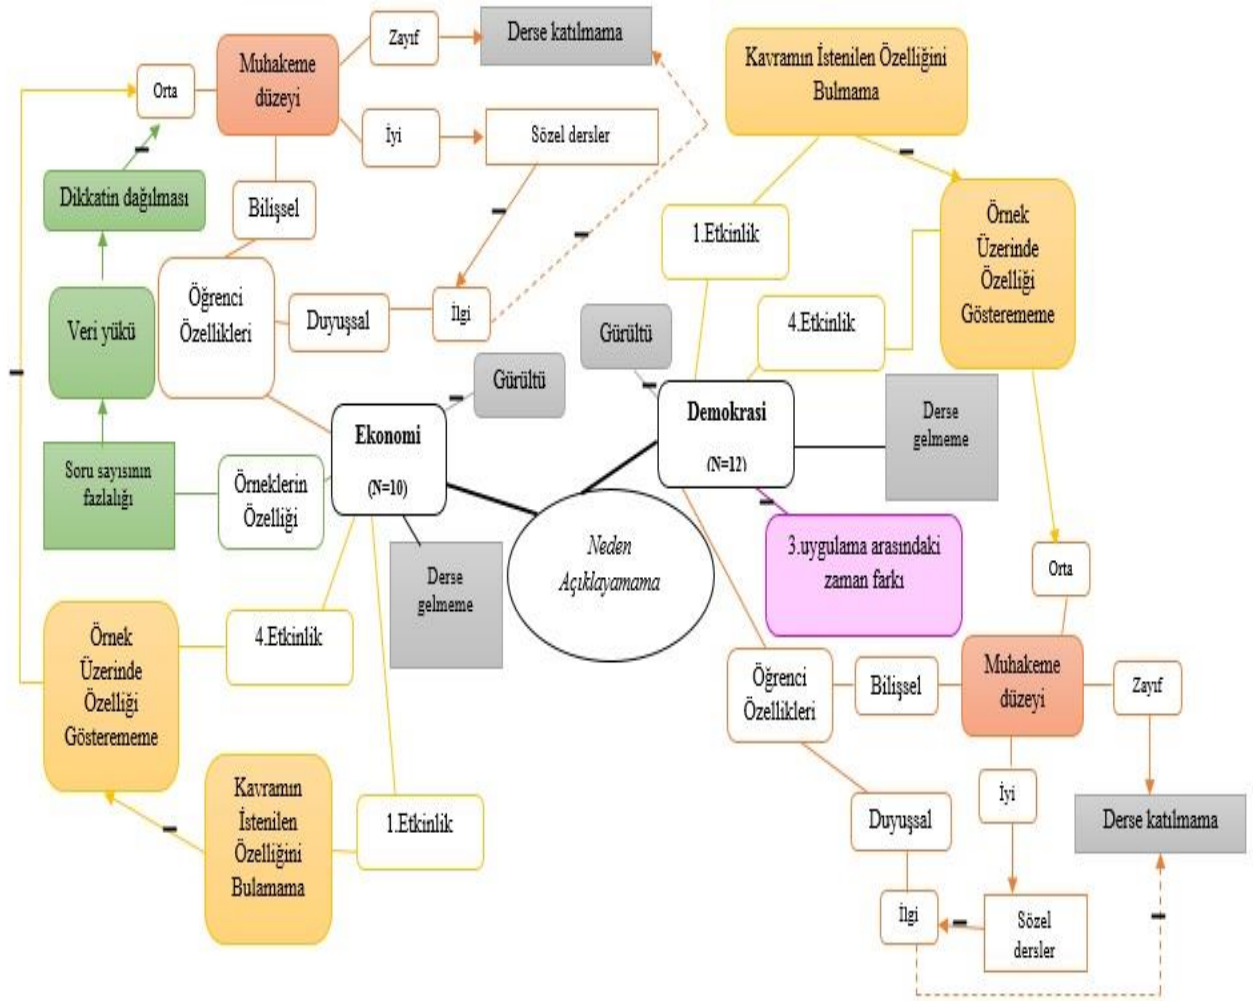 Zayıf
Derse katılmama
Muhakeme
düzeyi
Orta
İyi
Sözel dersler
Kavramın İstenilen Özelliğini
Bulmama
Dikkatin dağılması
Bilişsel
1.Etkinlik
Örnek
Üzerinde
Özelliği
Gösterememe
Öğrenci
Özellikleri
Duyuşsal
İlgi
4.Etkinlik
Veri yükü
Gürültü
Gürültü
Ekonomi
(N=10)
Demokrasi
(N=12)
Derse
gelmeme
Soru sayısının
fazlalığı
Örneklerin
Özelliği
Neden
Açıklayamama
3.uygulama arasındaki
zaman farkı
Derse
gelmeme
Orta
Örnek
Üzerinde
Özelliği
Gösterememe
4.Etkinlik
Öğrenci
Özellikleri
Bilişsel
Muhakeme
düzeyi
Zayıf
Kavramın
İstenilen
Özelliğini
Bulamama
1.Etkinlik
Duyuşsal
İyi
Derse katılmama
İlgi
Sözel
dersler